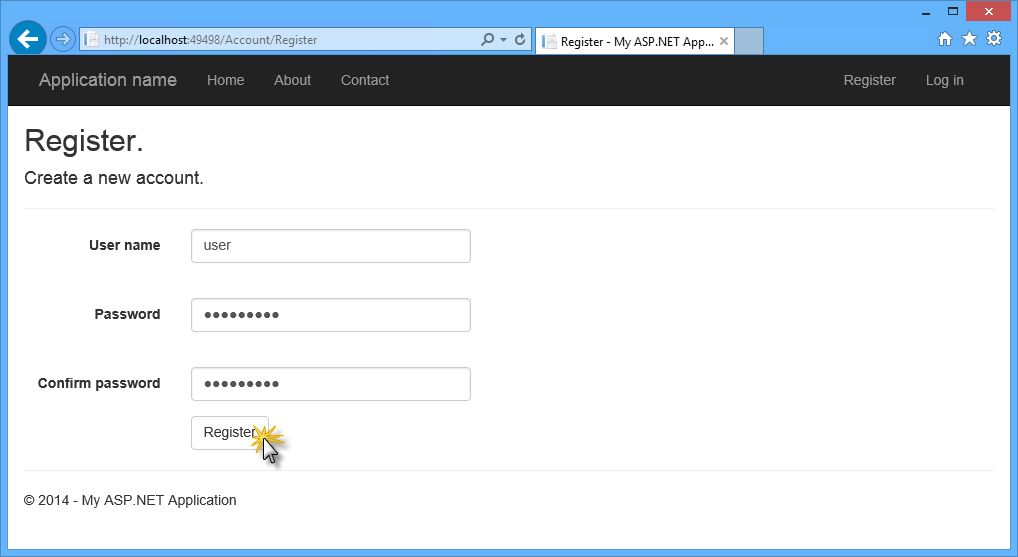 http://localhost:49498/Account/Register
Register - My ASP.NET App...
Application name Home About Contact Register Log in
Register.
Create a new account.
User name user
Password •••••••••
Confirm password •••••••••
Register
© 2014 - My ASP.NET Application